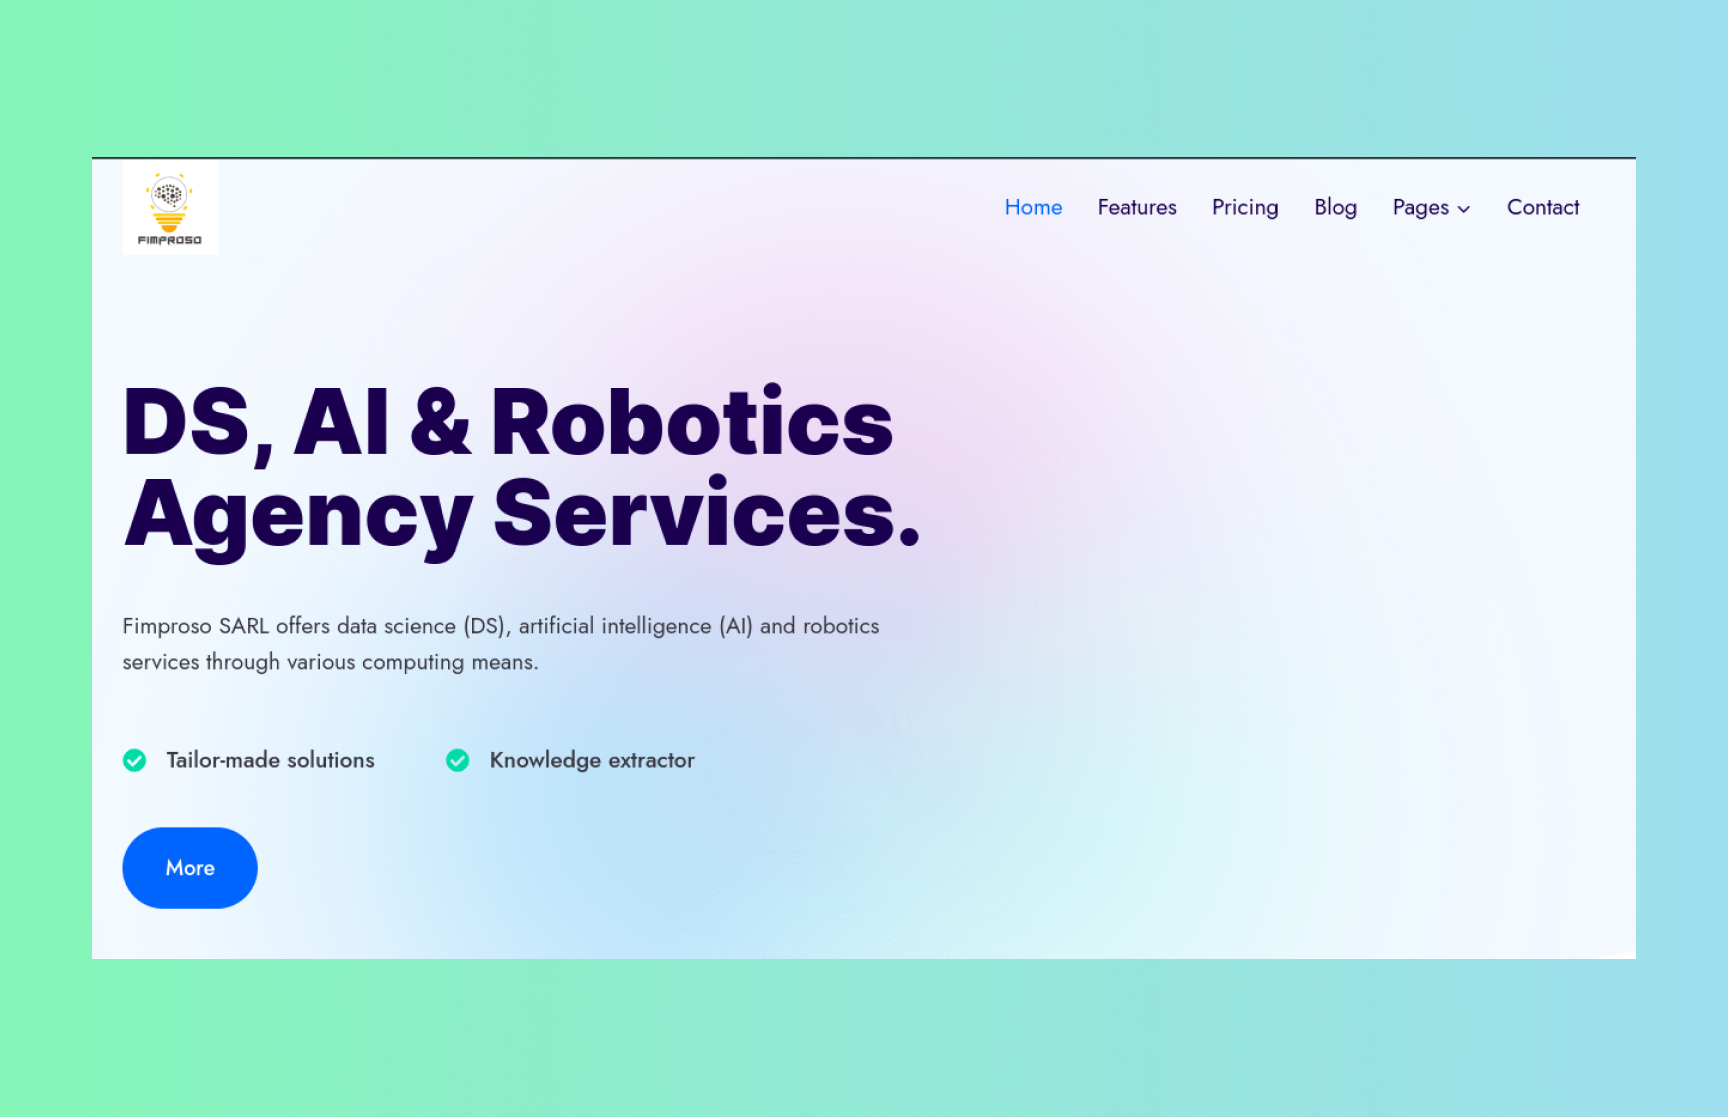 FIMPROSO
Home Features Pricing Blog Pages Contact
DS, AI & Robotics
Agency Services.
Fimproso SARL offers data science (DS), artificial intelligence (AI) and robotics
services through various computing means.
Tailor-made solutions Knowledge extractor
More